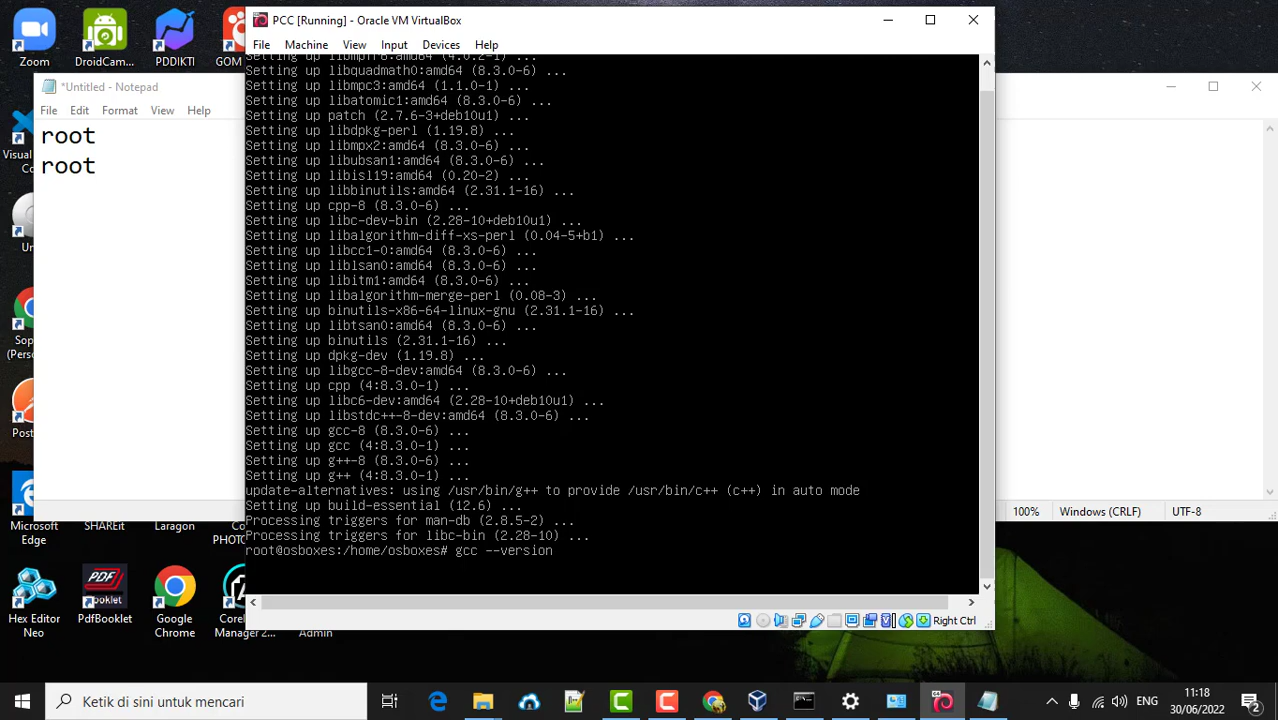 PCC [Running] - Oracle VM VirtualBox
File Machine View Input Devices Help
Setting up libmpfr6:amd64 (4.0.2-1) ...
Setting up libquadmath0:amd64 (8.3.0-6) ...
Setting up libmpc3:amd64 (1.1.0-1) ...
Setting up libatomic1:amd64 (8.3.0-6) ...
Setting up patch (2.7.6-3+deb10u1) ...
Setting up libdpkg-perl (1.19.8) ...
Setting up libmpx2:amd64 (8.3.0-6) ...
Setting up libubsan1:amd64 (8.3.0-6) ...
Setting up libisl19:amd64 (0.20-2) ...
Setting up libbinutils:amd64 (2.31.1-16) ...
Setting up cpp-8 (8.3.0-6) ...
Setting up libc-dev-bin (2.28-10+deb10u1) ...
Setting up libalgorithm-diff-xs-perl (0.04-5+b1) ...
Setting up libcc1-0:amd64 (8.3.0-6) ...
Setting up liblsan0:amd64 (8.3.0-6) ...
Setting up libitm1:amd64 (8.3.0-6) ...
Setting up libalgorithm-merge-perl (0.08-3) ...
Setting up binutils-x86-64-linux-gnu (2.31.1-16) ...
Setting up libtsan0:amd64 (8.3.0-6) ...
Setting up binutils (2.31.1-16) ...
Setting up dpkg-dev (1.19.8) ...
Setting up libgcc-8-dev:amd64 (8.3.0-6) ...
Setting up cpp (4:8.3.0-1) ...
Setting up libc6-dev:amd64 (2.28-10+deb10u1) ...
Setting up libstdc++-8-dev:amd64 (8.3.0-6) ...
Setting up gcc-8 (8.3.0-6) ...
Setting up gcc (4:8.3.0-1) ...
Setting up g++-8 (8.3.0-6) ...
Setting up g++ (4:8.3.0-1) ...
update-alternatives: using /usr/bin/g++ to provide /usr/bin/c++ (c++) in auto mode
Setting up build-essential (12.6) ...
Processing triggers for man-db (2.8.5-2) ...
Processing triggers for libc-bin (2.28-10) ...
root@osboxes:/home/osboxes# gcc --version
Right Ctrl
*Untitled - Notepad
File Edit Format View Help
root
root
100% Windows (CRLF) UTF-8
Zoom
DroidCam...
PDDIKTI
GOM
Visual
Co
Un
Sop
(Perso
Po
Microsoft
Edge
SHAREit
Laragon
PHOTO
Hex Editor
Neo
PdfBooklet
Google
Chrome
Corel
Manager 2...
Admin
Ketik di sini untuk mencari
ENG
11:18
30/06/2022
2